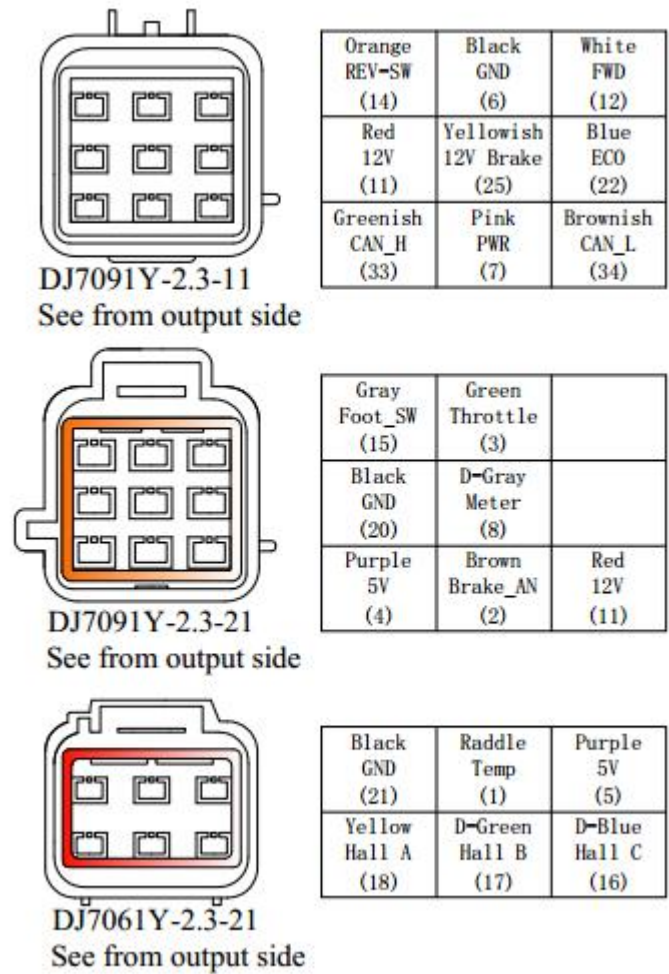 Orange Black White
REV-SW GND FWD
(14) (6) (12)
Red Yellowish Blue
12V 12V Brake ECO
(11) (25) (22)
Greenish Pink Brownish
CAN_H PWR CAN_L
(33) (7) (34)
DJ7091Y-2.3-11
See from output side
Gray Green
Foot_SW Throttle
(15) (3)
Black D-Gray
GND Meter
(20) (8)
Purple Brown Red
5V Brake_AN 12V
(4) (2) (11)
DJ7091Y-2.3-21
See from output side
Black Raddle Purple
GND Temp 5V
(21) (1) (5)
Yellow D-Green D-Blue
Hall A Hall B Hall C
(18) (17) (16)
DJ7061Y-2.3-21
See from output side